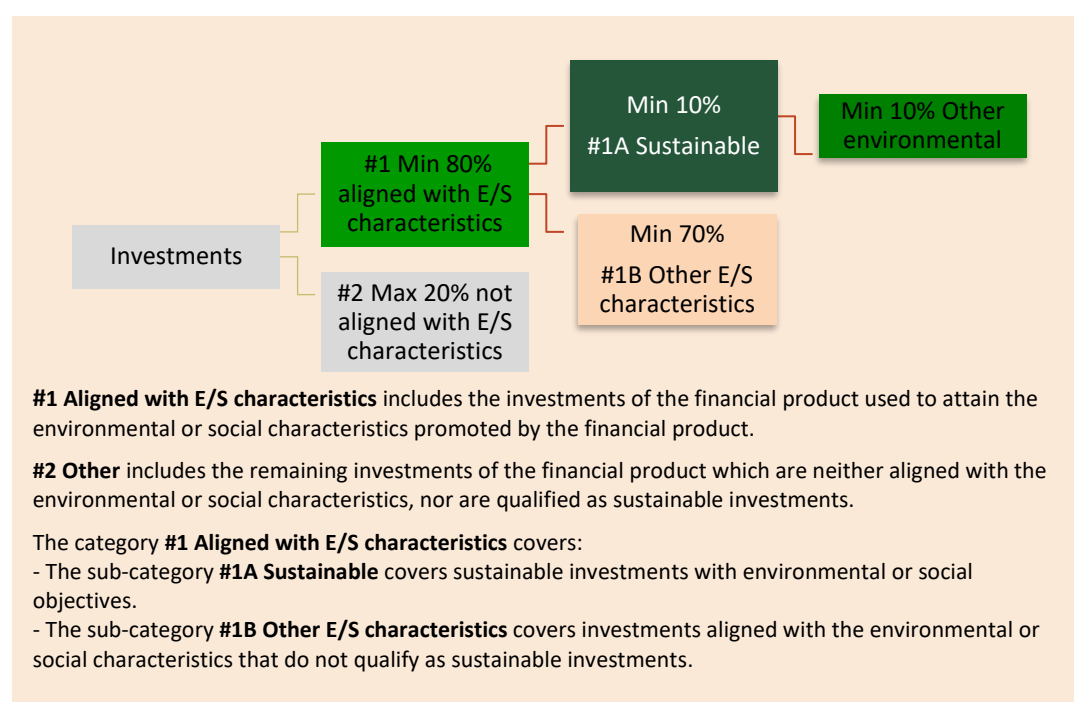 Investments
#1 Min 80%
aligned with E/S
characteristics
#2 Max 20% not
aligned with E/S
characteristics
Min 10%
#1A Sustainable
Min 70%
#1B Other E/S
characteristics
Min 10% Other
environmental
#1 Aligned with E/S characteristics includes the investments of the financial product used to attain the
environmental or social characteristics promoted by the financial product.
#2 Other includes the remaining investments of the financial product which are neither aligned with the
environmental or social characteristics, nor are qualified as sustainable investments.
The category #1 Aligned with E/S characteristics covers:
- The sub-category #1A Sustainable covers sustainable investments with environmental or social
objectives.
- The sub-category #1B Other E/S characteristics covers investments aligned with the environmental or
social characteristics that do not qualify as sustainable investments.